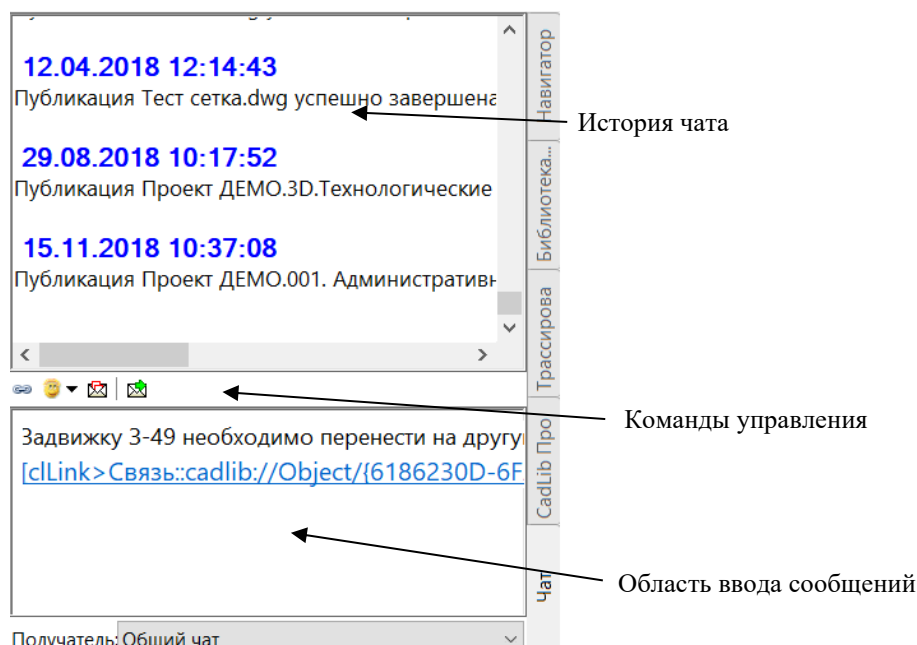 12.04.2018 12:14:43
Публикация Тест сетка.dwg успешно завершена
История чата
29.08.2018 10:17:52
Публикация Проект ДЕМО.3D.Технологические
15.11.2018 10:37:08
Публикация Проект ДЕМО.001. Административн
Команды управления
Задвижку З-49 необходимо перенести на другу
[clLink>Связь::cadlib://Object/{6186230D-6F
Область ввода сообщений
Получатель: Общий чат
Навигатор
Библиотека...
Трассирова
CadLib Про
Чат